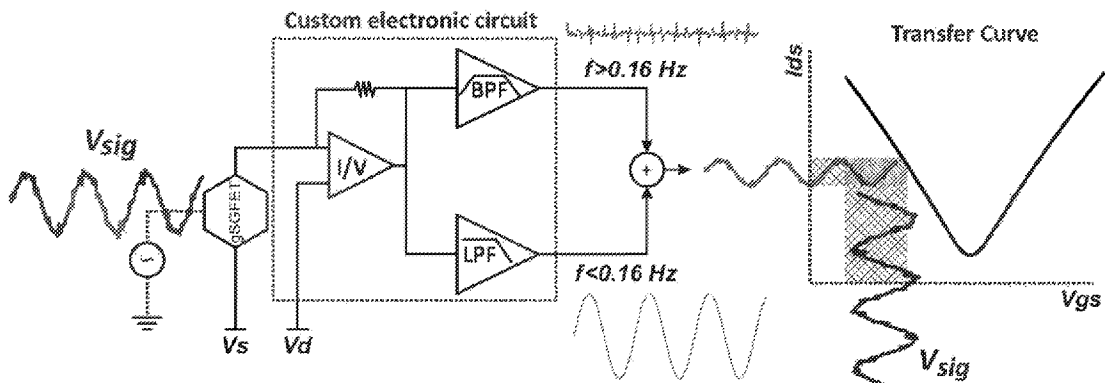 Custom electronic circuit
Transfer Curve
Ids
f>0.16 Hz
BPF
Vsig
I/V
gSGFET
+
LPF
f<0.16 Hz
Vgs
Vs
Vd
Vsig